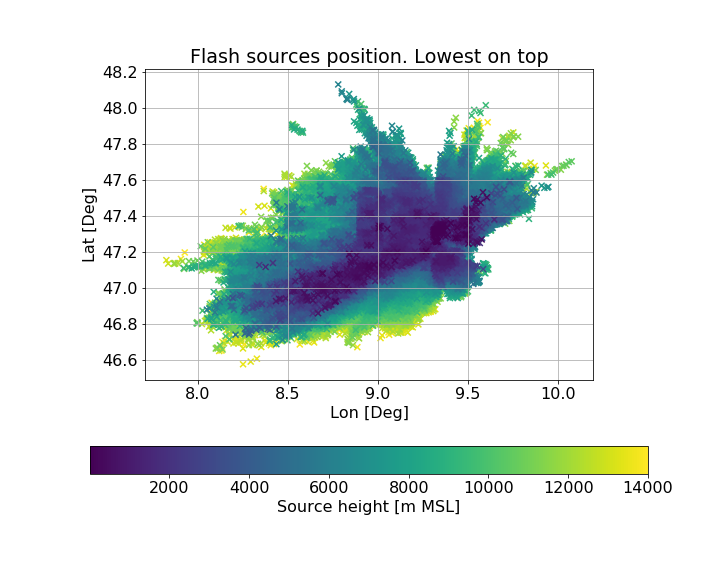 Flash sources position. Lowest on top
48.2
48.0
47.8
47.6
47.4
47.2
47.0
46.8
46.6
Lat [Deg]
8.0 8.5 9.0 9.5 10.0
Lon [Deg]
2000 4000 6000 8000 10000 12000 14000
Source height [m MSL]